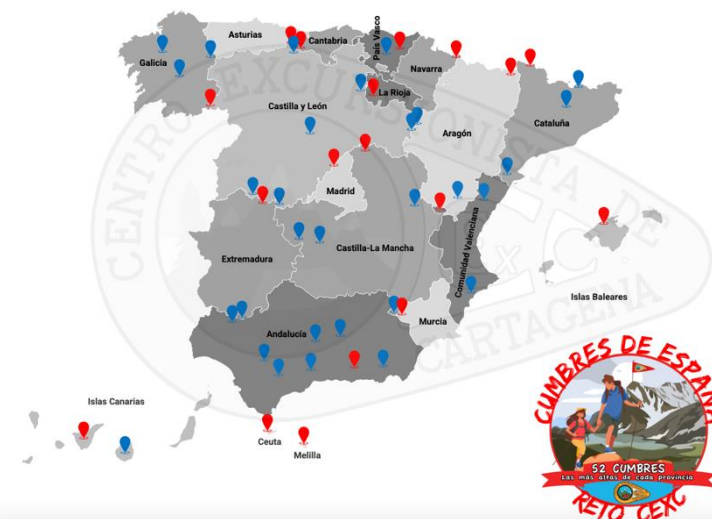 Asturias
Cantabria
País Vasco
Galicia
Navarra
La Rioja
Castilla y León
Cataluña
Aragón
Madrid
Castilla-La Mancha
Extremadura
Comunidad Valenciana
Islas Baleares
Murcia
Andalucía
Islas Canarias
Ceuta
Melilla
CENTRO EXCURSIONISTA DE
CARTAGENA
CUMBRES DE ESPAÑA
52 CUMBRES
Las más altas de cada provincia
RETO CEXC